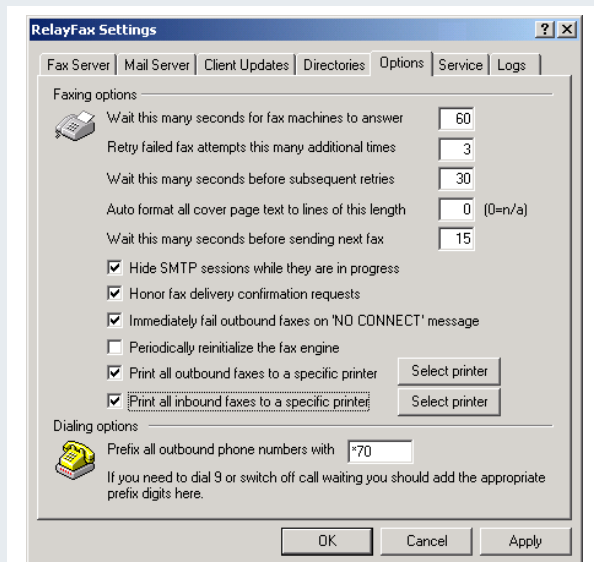 RelayFax Settings
Fax Server Mail Server Client Updates Directories Options Service Logs
Faxing options
Wait this many seconds for fax machines to answer 60
Retry failed fax attempts this many additional times 3
Wait this many seconds before subsequent retries 30
Auto format all cover page text to lines of this length 0 (0=n/a)
Wait this many seconds before sending next fax 15
Hide SMTP sessions while they are in progress
Honor fax delivery confirmation requests
Immediately fail outbound faxes on 'NO CONNECT' message
Periodically reinitialize the fax engine
Print all outbound faxes to a specific printer Select printer
Print all inbound faxes to a specific printer Select printer
Dialing options
Prefix all outbound phone numbers with *70
If you need to dial 9 or switch off call waiting you should add the appropriate
prefix digits here.
OK Cancel Apply